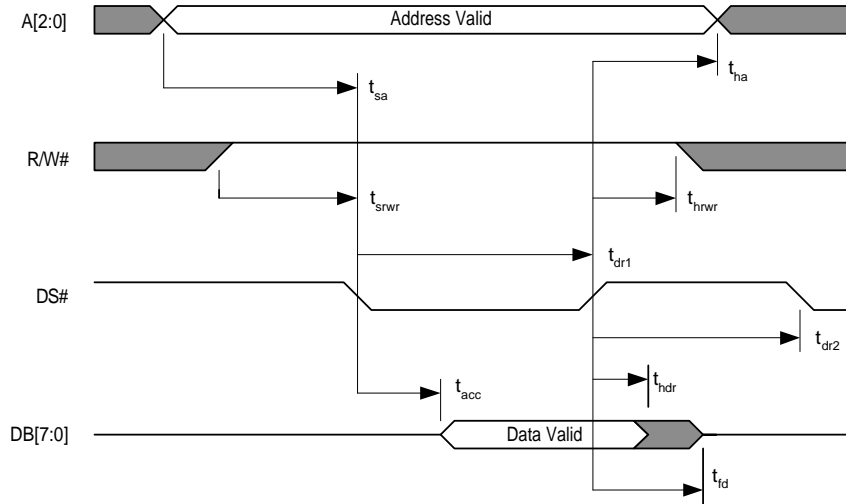 A[2:0]
Address Valid
t_sa
t_ha
R/W#
t_srwr
t_hrwr
t_dr1
DS#
t_dr2
t_acc
t_hdr
DB[7:0]
Data Valid
t_fd